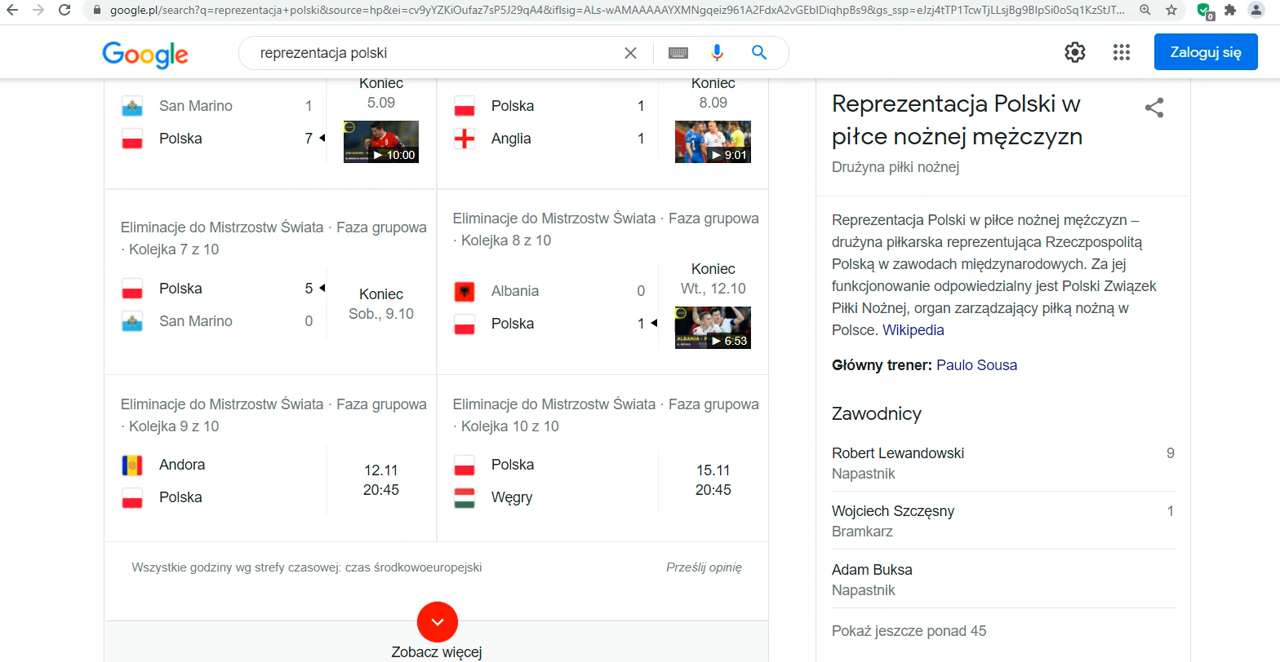 google.pl/search?q=reprezentacja+polski&source=hp&ei=cv9yYZKiOufaz7sP5J29qA4&iflsig=ALs-wAMAAAAAYXMNgqeiz961A2FdxA2vGEbIDiqhpBs9&gs_ssp=eJzj4tTP1TcwTjLLsjBg9BIpSi0oSq1KzStJT...
Google
reprezentacja polski
Zaloguj się
San Marino 1
Polska 7
Koniec
5.09
10:00
Polska 1
Anglia 1
Koniec
8.09
9:01
Eliminacje do Mistrzostw Świata · Faza grupowa
· Kolejka 7 z 10
Polska 5
San Marino 0
Koniec
Sob., 9.10
Eliminacje do Mistrzostw Świata · Faza grupowa
· Kolejka 8 z 10
Albania 0
Polska 1
Koniec
Wt., 12.10
6:53
Eliminacje do Mistrzostw Świata · Faza grupowa
· Kolejka 9 z 10
Andora
Polska
12.11
20:45
Eliminacje do Mistrzostw Świata · Faza grupowa
· Kolejka 10 z 10
Polska
Węgry
15.11
20:45
Wszystkie godziny wg strefy czasowej: czas środkowoeuropejski
Prześlij opinię
Zobacz więcej
Reprezentacja Polski w
piłce nożnej mężczyzn
Drużyna piłki nożnej
Reprezentacja Polski w piłce nożnej mężczyzn –
drużyna piłkarska reprezentująca Rzeczpospolitą
Polską w zawodach międzynarodowych. Za jej
funkcjonowanie odpowiedzialny jest Polski Związek
Piłki Nożnej, organ zarządzający piłką nożną w
Polsce. Wikipedia
Główny trener: Paulo Sousa
Zawodnicy
Robert Lewandowski 9
Napastnik
Wojciech Szczęsny 1
Bramkarz
Adam Buksa
Napastnik
Pokaż jeszcze ponad 45